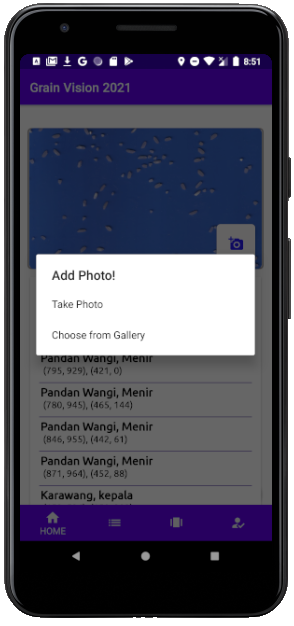 8:51
Grain Vision 2021
Add Photo!
Take Photo
Choose from Gallery
Pandan Wangi, Menir
(795, 929), (421, 0)
Pandan Wangi, Menir
(780, 945), (465, 144)
Pandan Wangi, Menir
(846, 955), (442, 61)
Pandan Wangi, Menir
(871, 964), (452, 88)
Karawang, kepala
HOME